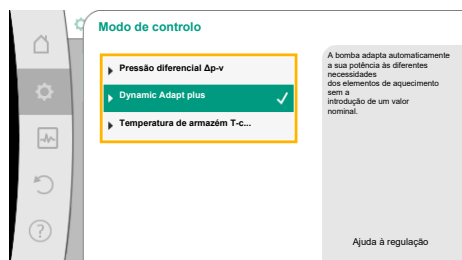 Modo de controlo
Pressão diferencial Δp-v
Dynamic Adapt plus
Temperatura de armazém T-c...
A bomba adapta automaticamente
a sua potência às diferentes
necessidades
dos elementos de aquecimento
sem a
introdução de um valor
nominal.
Ajuda à regulação